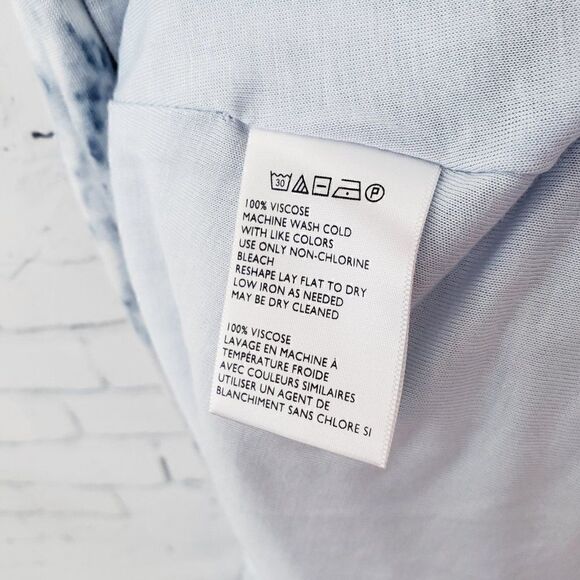 30 P
100% VISCOSE
MACHINE WASH COLD
WITH LIKE COLORS
USE ONLY NON-CHLORINE
BLEACH
RESHAPE LAY FLAT TO DRY
LOW IRON AS NEEDED
MAY BE DRY CLEANED
100% VISCOSE
LAVAGE EN MACHINE À
TEMPÉRATURE FROIDE
AVEC COULEURS SIMILAIRES
UTILISER UN AGENT DE
BLANCHIMENT SANS CHLORE SI